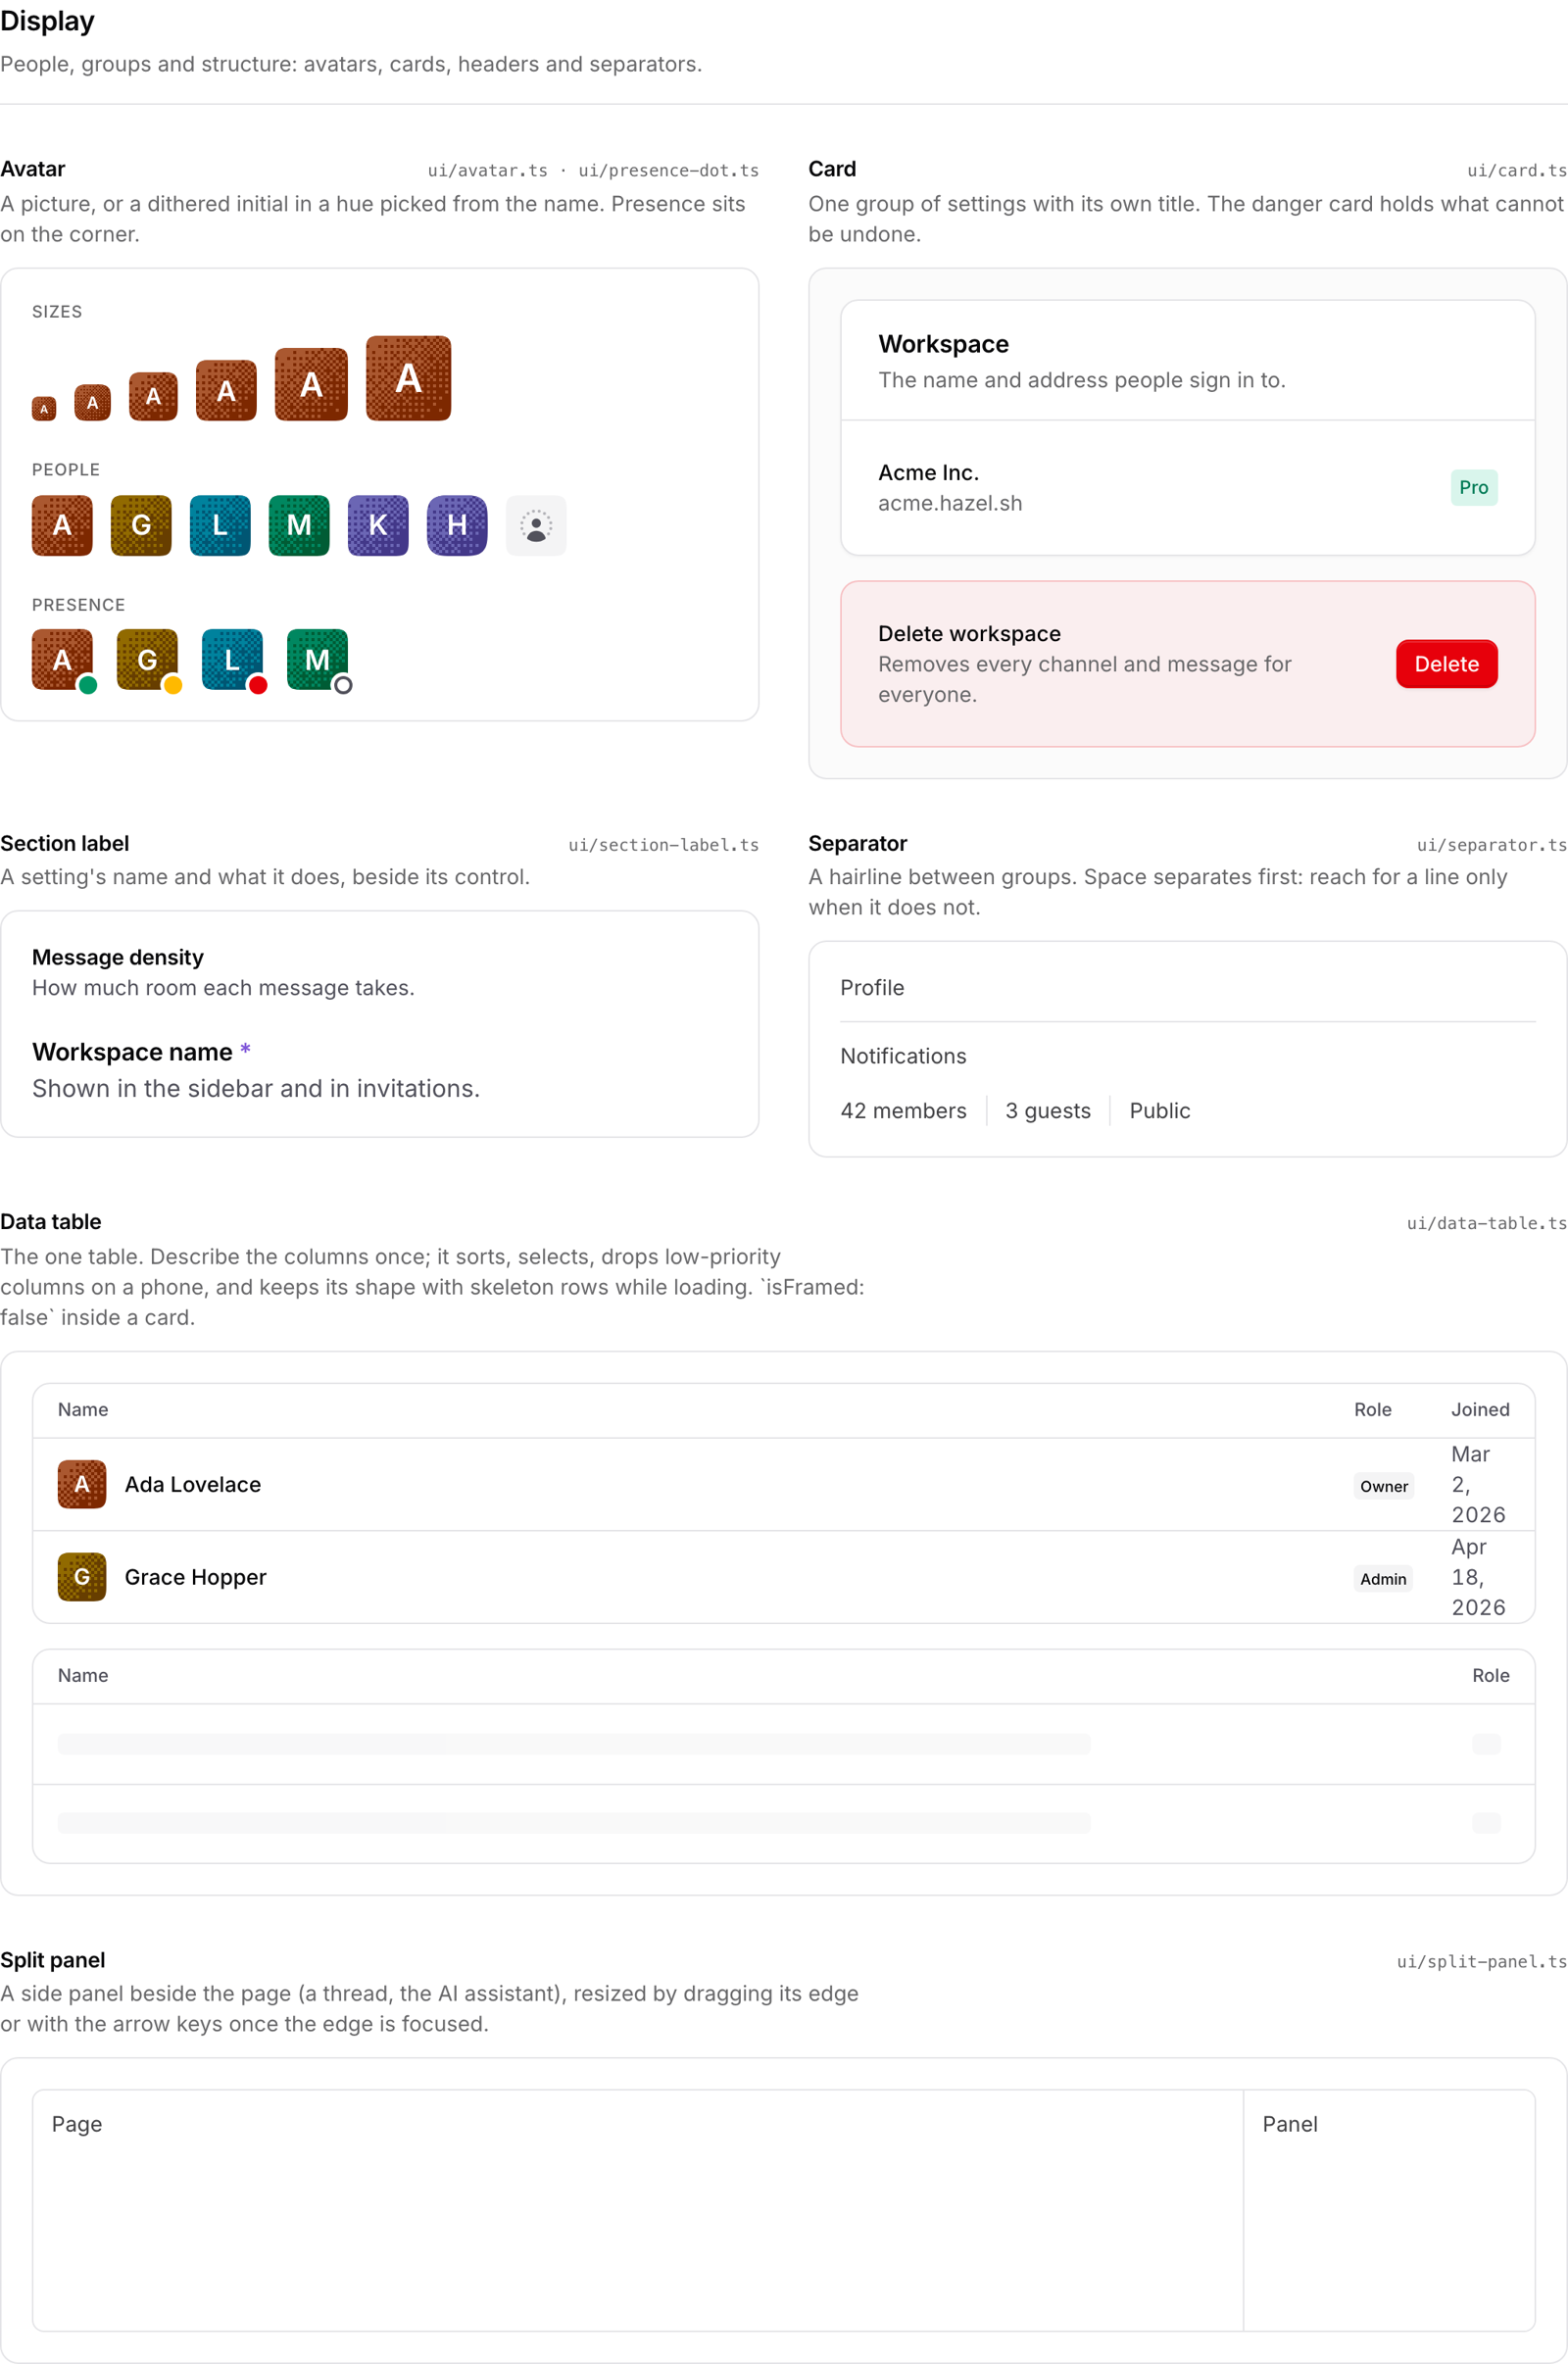 Display
People, groups and structure: avatars, cards, headers and separators.
Avatar
ui/avatar.ts · ui/presence-dot.ts
A picture, or a dithered initial in a hue picked from the name. Presence sits
on the corner.
SIZES
A A A A A A
PEOPLE
A G L M K H
PRESENCE
A G L M
Card
ui/card.ts
One group of settings with its own title. The danger card holds what cannot
be undone.
Workspace
The name and address people sign in to.
Acme Inc.
acme.hazel.sh
Pro
Delete workspace
Removes every channel and message for
everyone.
Delete
Section label
ui/section-label.ts
A setting's name and what it does, beside its control.
Message density
How much room each message takes.
Workspace name *
Shown in the sidebar and in invitations.
Separator
ui/separator.ts
A hairline between groups. Space separates first: reach for a line only
when it does not.
Profile
Notifications
42 members
3 guests
Public
Data table
ui/data-table.ts
The one table. Describe the columns once; it sorts, selects, drops low-priority
columns on a phone, and keeps its shape with skeleton rows while loading. `isFramed:
false` inside a card.
Name Role Joined
A Ada Lovelace Owner
Mar
2,
2026
G Grace Hopper Admin
Apr
18,
2026
Name Role
Split panel
ui/split-panel.ts
A side panel beside the page (a thread, the AI assistant), resized by dragging its edge
or with the arrow keys once the edge is focused.
Page
Panel